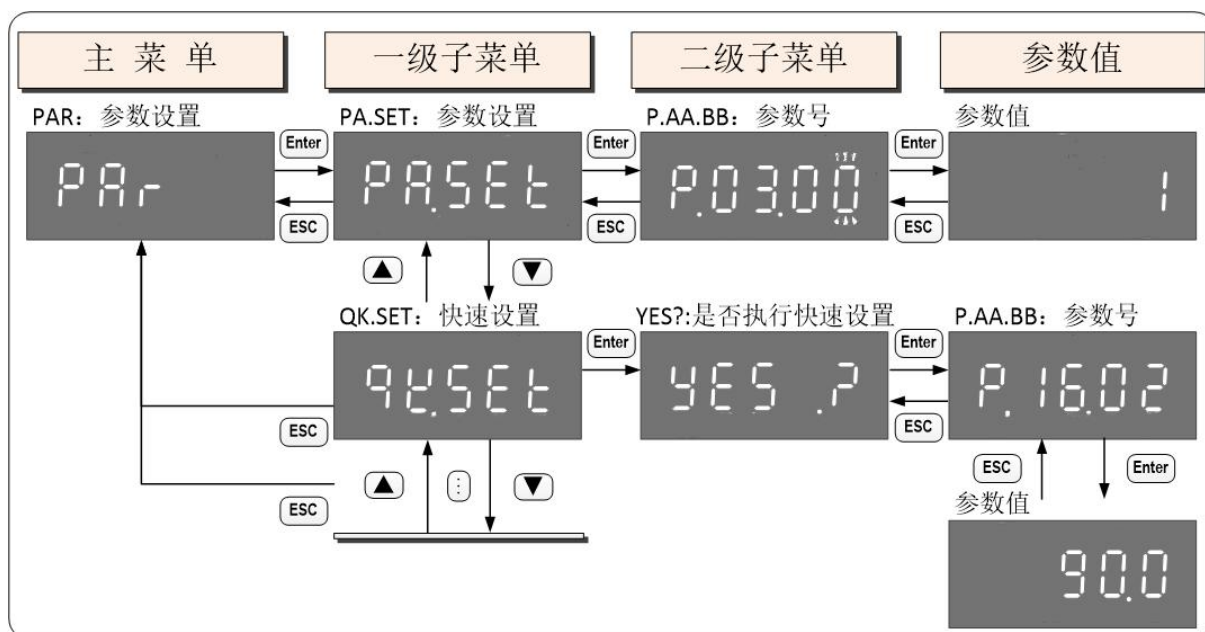 主 菜 单
一级子菜单
二级子菜单
参数值
PAR：参数设置
PA.SET：参数设置
P.AA.BB：参数号
参数值
PAr
Enter
ESC
PA.SEt
Enter
ESC
P.03.00
Enter
ESC
1
▲
▼
QK.SET：快速设置
YES?:是否执行快速设置
P.AA.BB：参数号
ESC
qk.SEt
Enter
yES .?
Enter
ESC
P.16.02
ESC
▲
⋮
▼
ESC
Enter
参数值
90.0